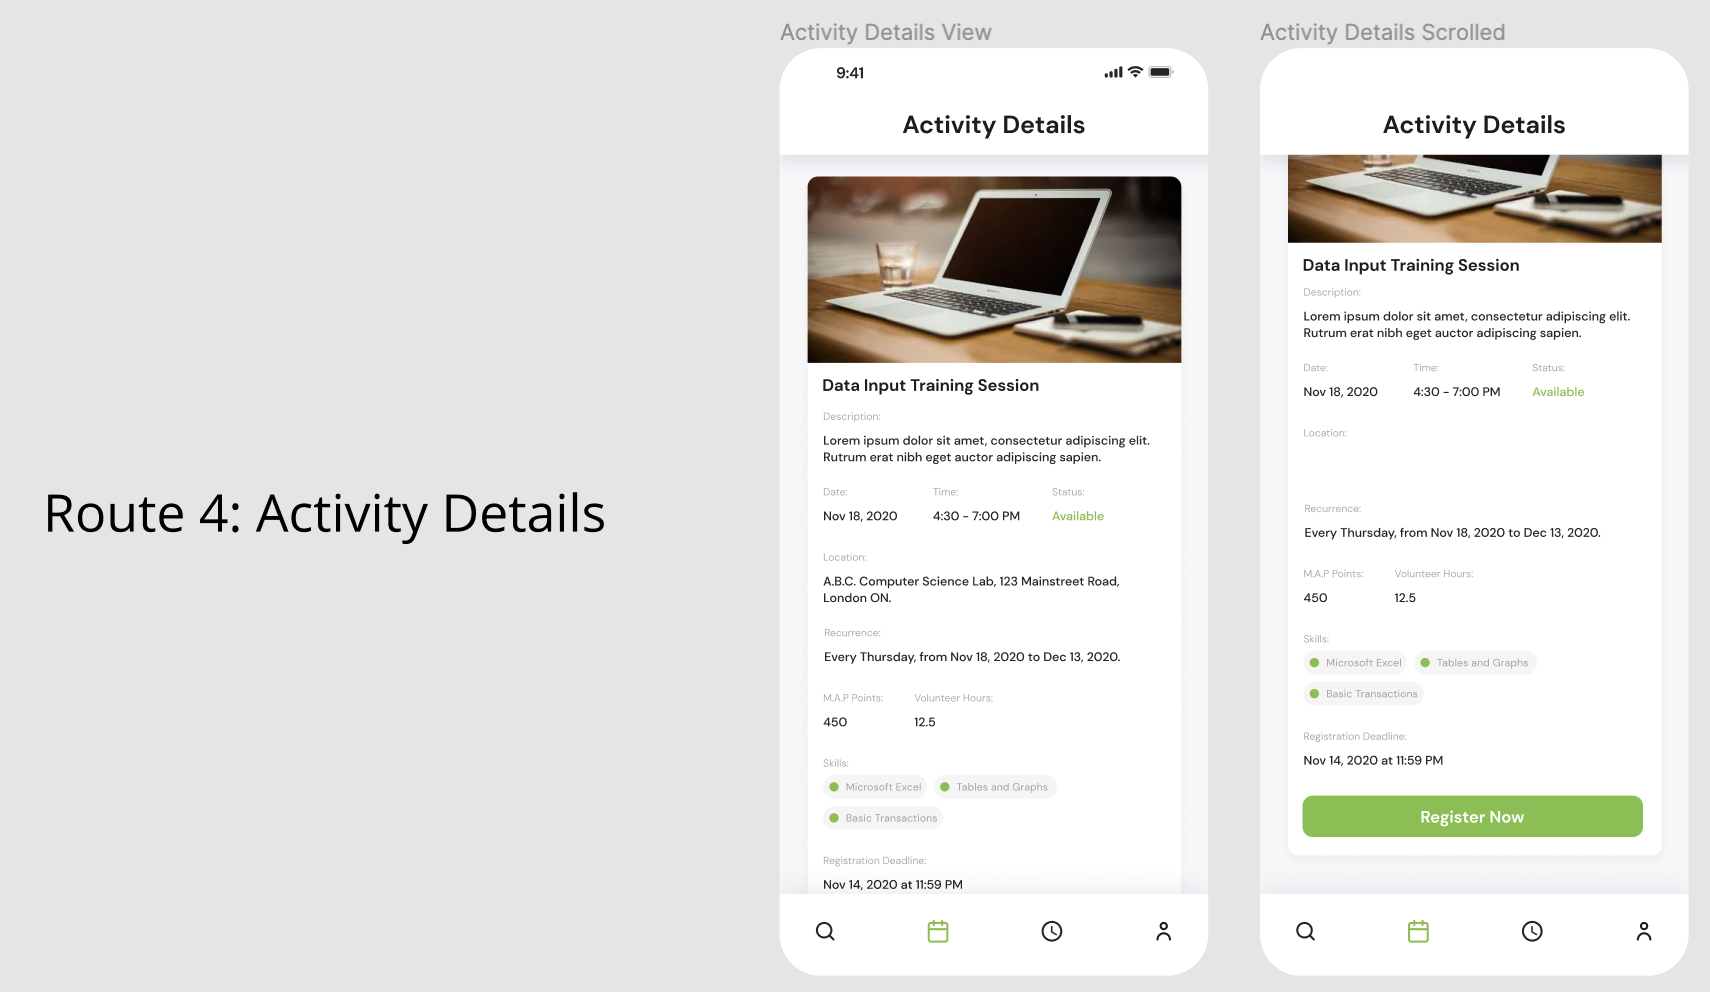 Route 4: Activity Details
Activity Details View
9:41
Activity Details
Data Input Training Session
Description:
Lorem ipsum dolor sit amet, consectetur adipiscing elit.
Rutrum erat nibh eget auctor adipiscing sapien.
Date: Time: Status:
Nov 18, 2020 4:30 - 7:00 PM Available
Location:
A.B.C. Computer Science Lab, 123 Mainstreet Road,
London ON.
Recurrence:
Every Thursday, from Nov 18, 2020 to Dec 13, 2020.
M.A.P Points: Volunteer Hours:
450 12.5
Skills:
Microsoft Excel Tables and Graphs
Basic Transactions
Registration Deadline:
Nov 14, 2020 at 11:59 PM
Activity Details Scrolled
Activity Details
Data Input Training Session
Description:
Lorem ipsum dolor sit amet, consectetur adipiscing elit.
Rutrum erat nibh eget auctor adipiscing sapien.
Date: Time: Status:
Nov 18, 2020 4:30 - 7:00 PM Available
Location:
Recurrence:
Every Thursday, from Nov 18, 2020 to Dec 13, 2020.
M.A.P Points: Volunteer Hours:
450 12.5
Skills:
Microsoft Excel Tables and Graphs
Basic Transactions
Registration Deadline:
Nov 14, 2020 at 11:59 PM
Register Now